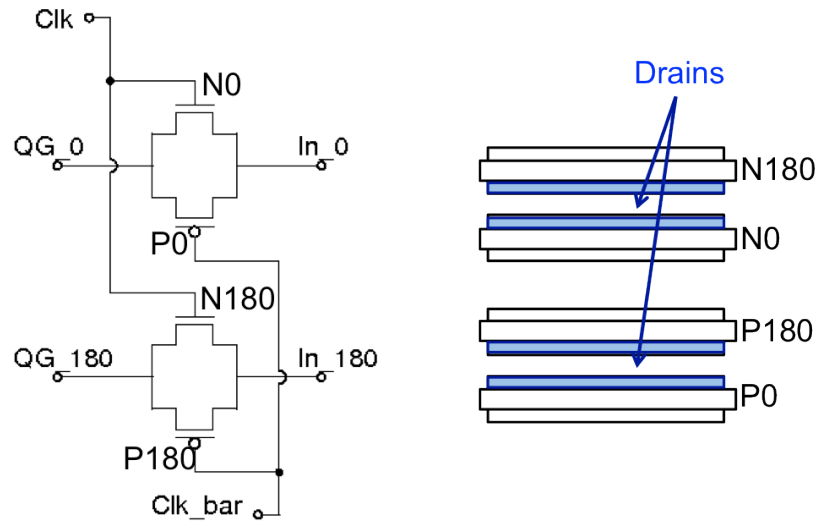 Clk
N0
QG_0
In_0
P0
N180
QG_180
In_180
P180
Clk_bar
Drains
N180
N0
P180
P0